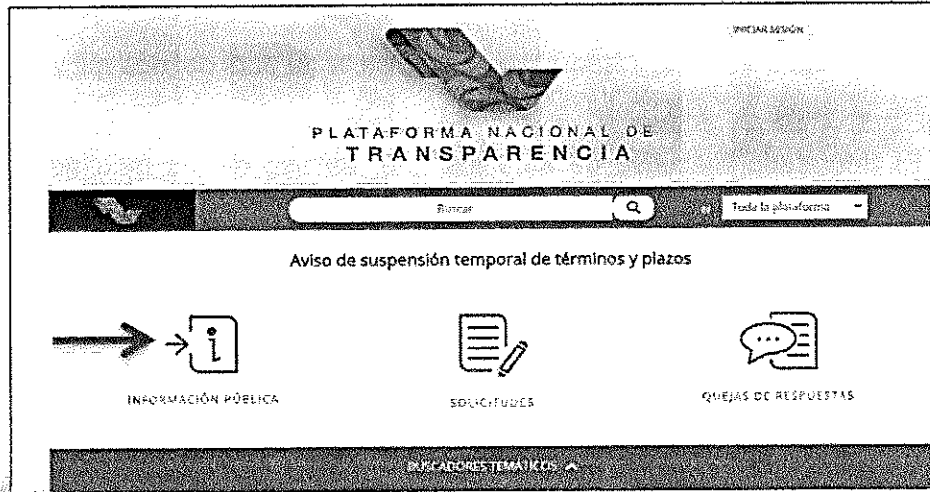 INICIAR SESIÓN
PLATAFORMA NACIONAL DE
TRANSPARENCIA
Buscar
Toda la plataforma
Aviso de suspensión temporal de términos y plazos
INFORMACIÓN PÚBLICA
SOLICITUDES
QUEJAS DE RESPUESTAS
BUSCADORES TEMÁTICOS